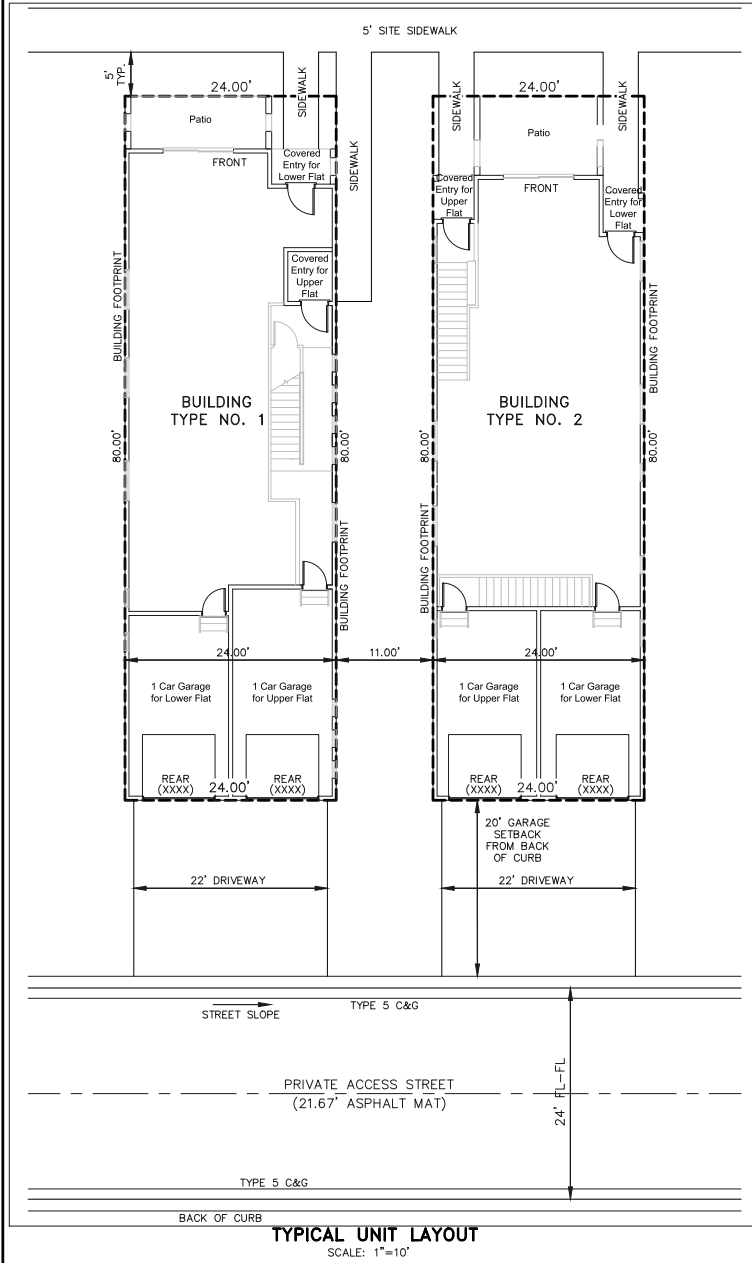 5' SITE SIDEWALK
5'
TYP.
24.00'
SIDEWALK
SIDEWALK
24.00'
SIDEWALK
Patio
Patio
FRONT
Covered
Entry for
Lower Flat
SIDEWALK
Covered
Entry for
Upper
Flat
FRONT
Covered
Entry for
Lower
Flat
Covered
Entry for
Upper
Flat
BUILDING FOOTPRINT
BUILDING FOOTPRINT
BUILDING
TYPE NO. 1
BUILDING
TYPE NO. 2
80.00'
80.00'
80.00'
80.00'
BUILDING FOOTPRINT
BUILDING FOOTPRINT
24.00'
11.00'
24.00'
1 Car Garage
for Lower Flat
1 Car Garage
for Upper Flat
1 Car Garage
for Upper Flat
1 Car Garage
for Lower Flat
REAR
(XXXX)
24.00'
REAR
(XXXX)
REAR
(XXXX)
24.00'
REAR
(XXXX)
20' GARAGE
SETBACK
FROM BACK
OF CURB
22' DRIVEWAY
22' DRIVEWAY
STREET SLOPE
TYPE 5 C&G
PRIVATE ACCESS STREET
(21.67' ASPHALT MAT)
24' FL-FL
TYPE 5 C&G
BACK OF CURB
TYPICAL UNIT LAYOUT
SCALE: 1"=10'